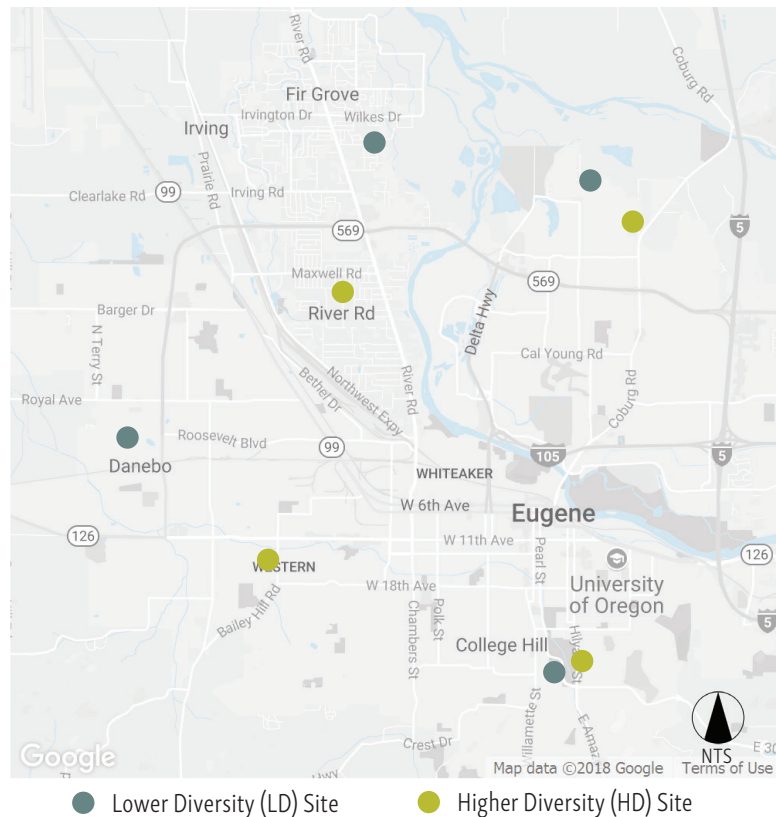 River Rd
Coburg Rd
Fir Grove
Irvington Dr
Wilkes Dr
Irving
Prairie Rd
99
Clearlake Rd
Irving Rd
569
5
Maxwell Rd
569
River Rd
Delta Hwy
Barger Dr
N Terry St
Cal Young Rd
Bethel Dr
Northwest Expy
River Rd
Coburg Rd
Royal Ave
Roosevelt Blvd
99
105
5
Danebo
WHITEAKER
W 6th Ave
Eugene
126
W 11th Ave
Pearl St
126
WESTERN
W 18th Ave
University
of Oregon
Bailey Hill Rd
Chambers St
Polk St
5
College Hill
Hilyard St
Willamette St
E Amaz
Crest Dr
NTS
E 30
Google
Hwy
Map data ©2018 Google
Terms of Use
Lower Diversity (LD) Site
Higher Diversity (HD) Site